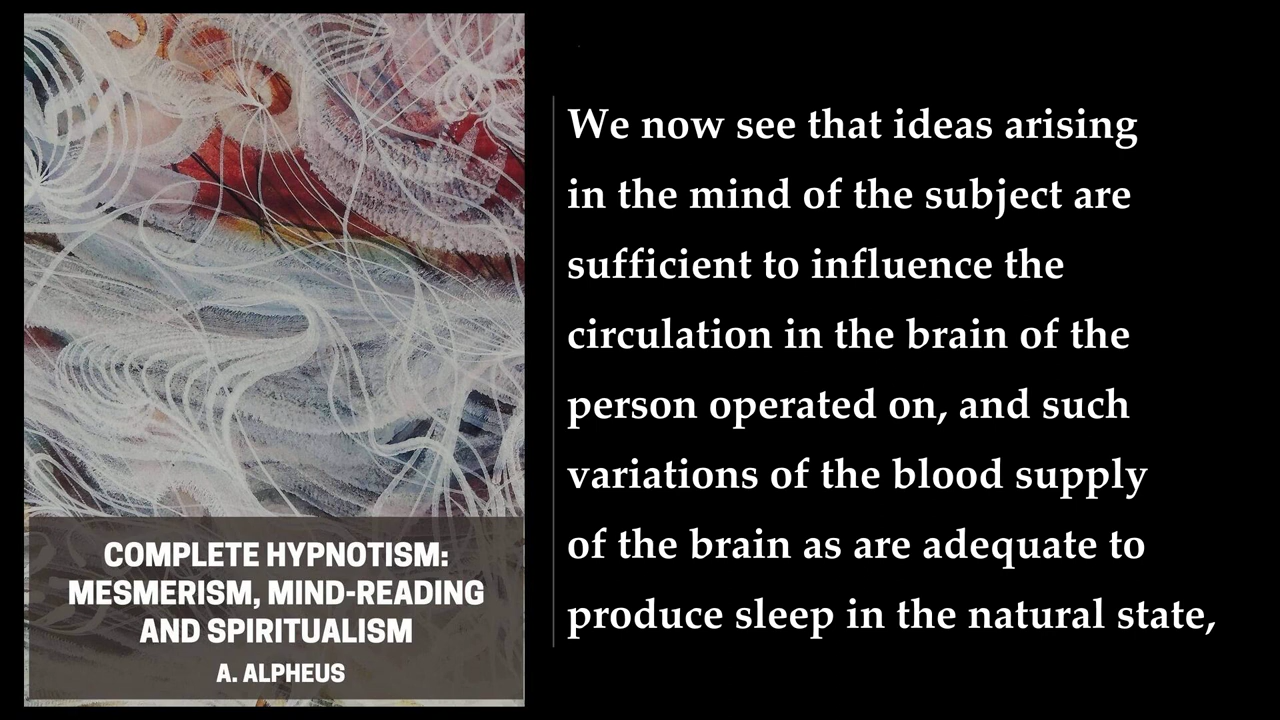 COMPLETE HYPNOTISM:
MESMERISM, MIND-READING
AND SPIRITUALISM
A. ALPHEUS
We now see that ideas arising
in the mind of the subject are
sufficient to influence the
circulation in the brain of the
person operated on, and such
variations of the blood supply
of the brain as are adequate to
produce sleep in the natural state,